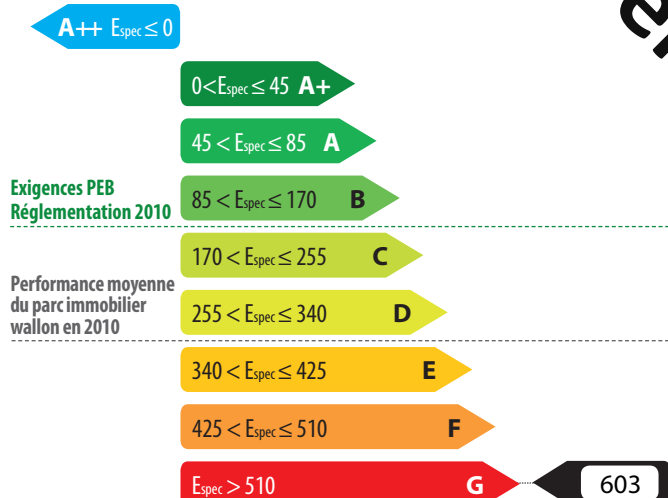 A++ Espec ≤ 0
0<Espec ≤ 45 A+
45 < Espec ≤ 85 A
Exigences PEB
Réglementation 2010
85 < Espec ≤ 170 B
170 < Espec ≤ 255 C
Performance moyenne
du parc immobilier
wallon en 2010
255 < Espec ≤ 340 D
340 < Espec ≤ 425 E
425 < Espec ≤ 510 F
Espec > 510 G
603